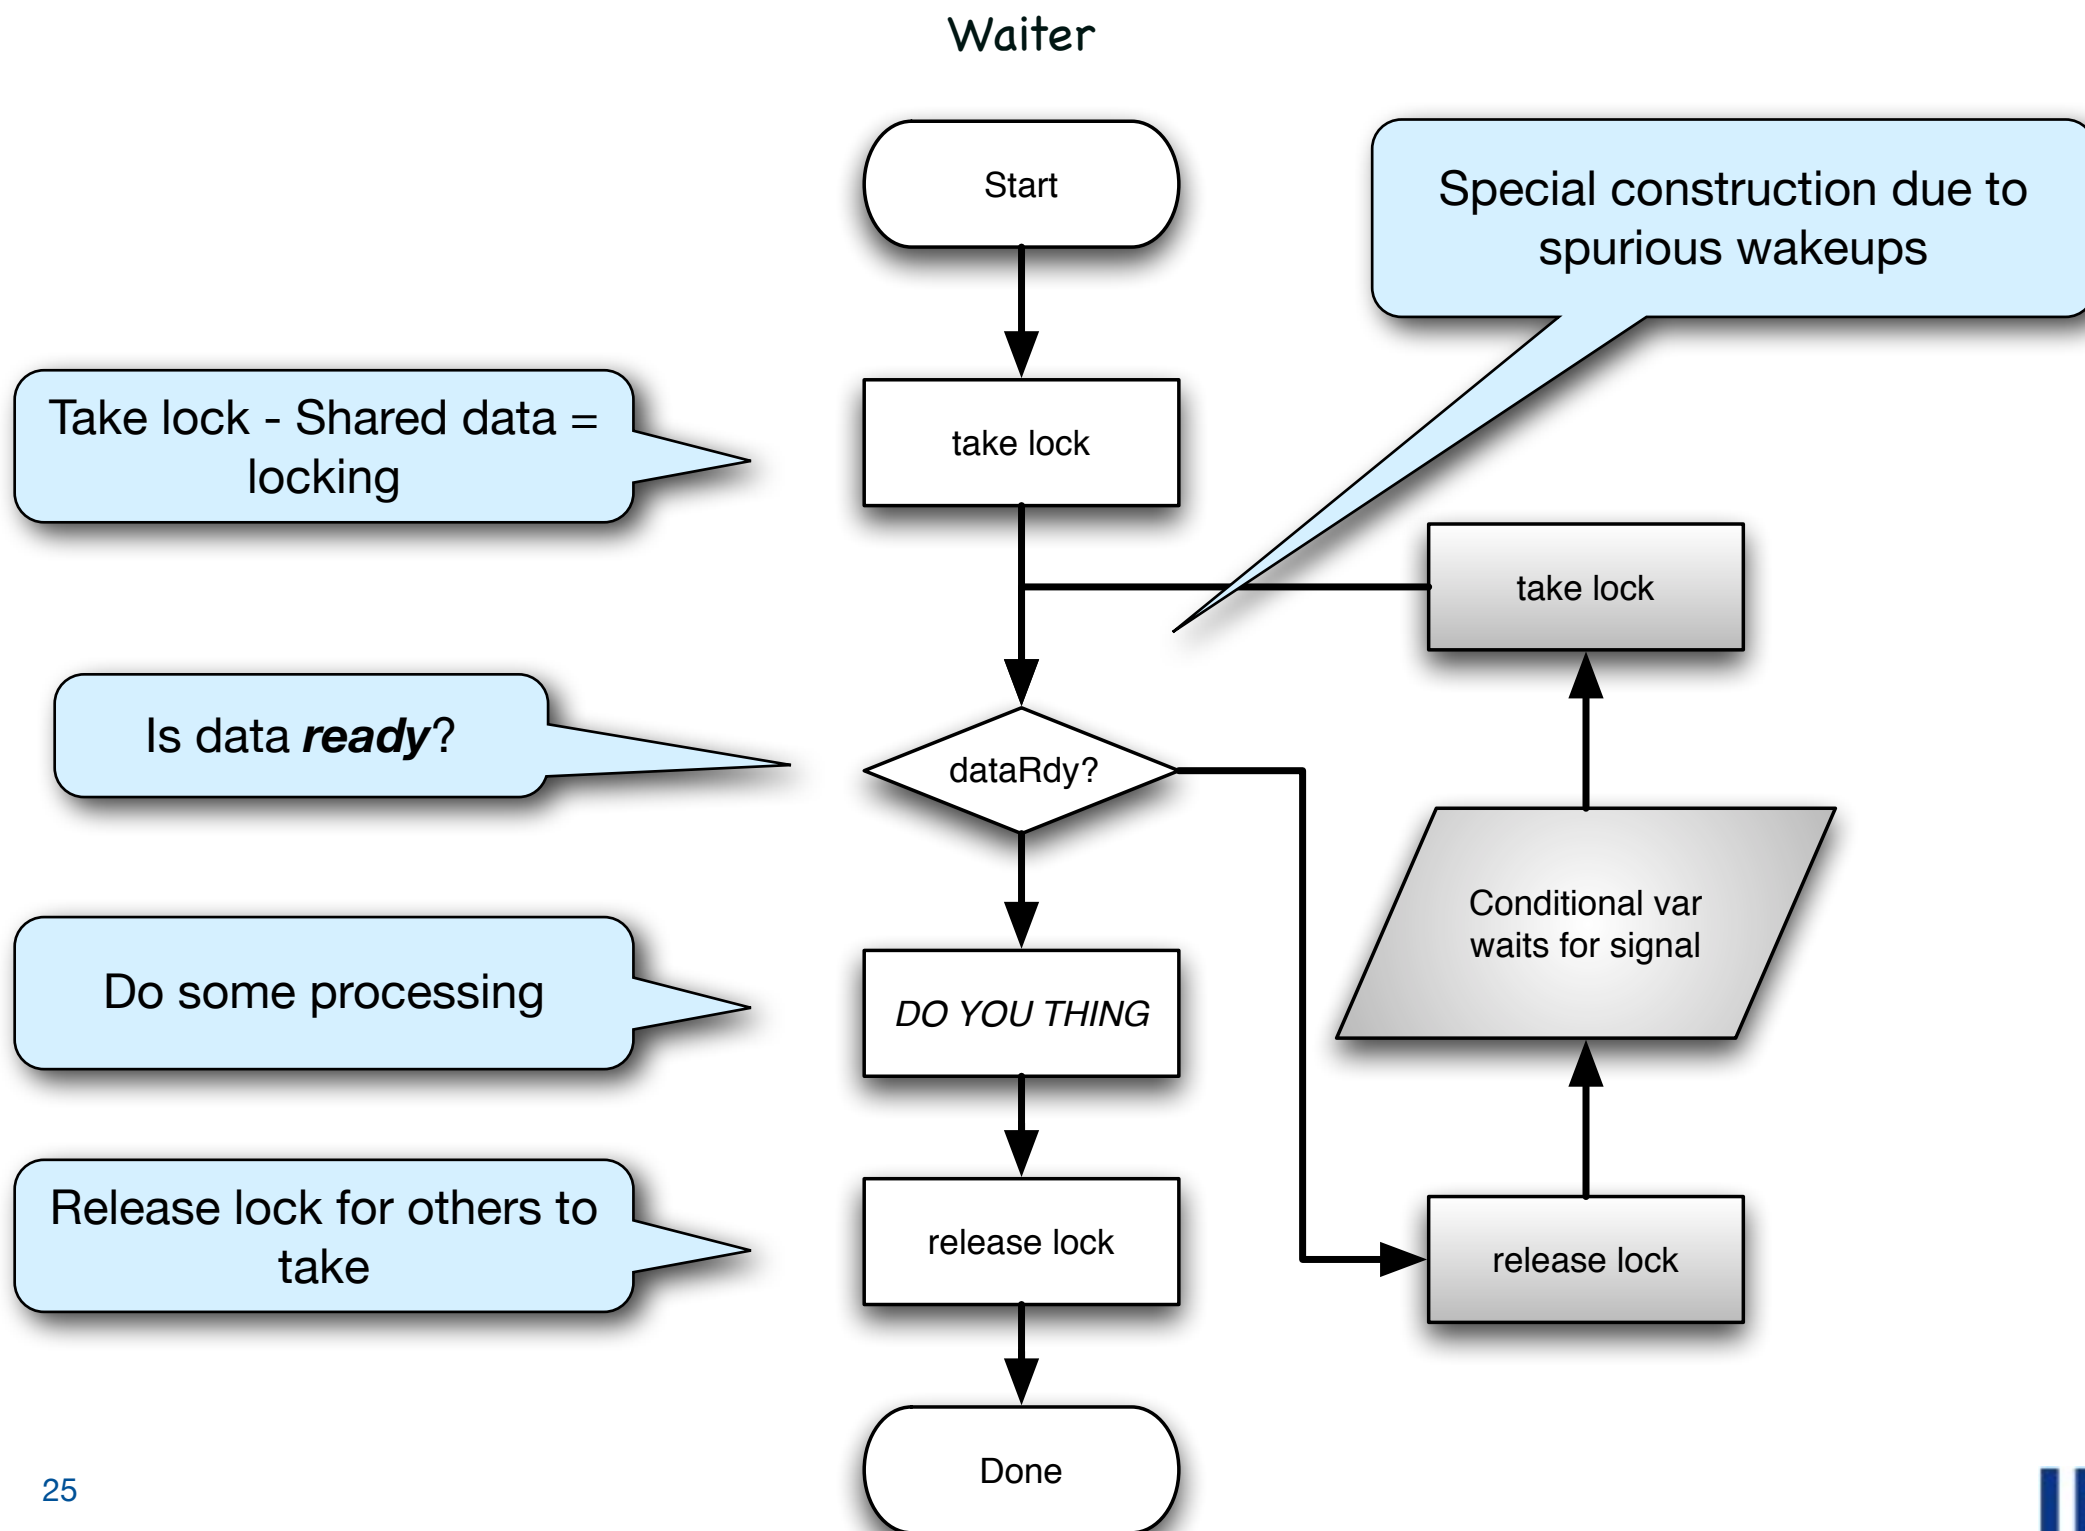 Waiter
Start
Special construction due to
spurious wakeups
Take lock - Shared data =
locking
take lock
take lock
Is data ready?
dataRdy?
Conditional var
waits for signal
Do some processing
DO YOU THING
Release lock for others to
take
release lock
release lock
Done
25